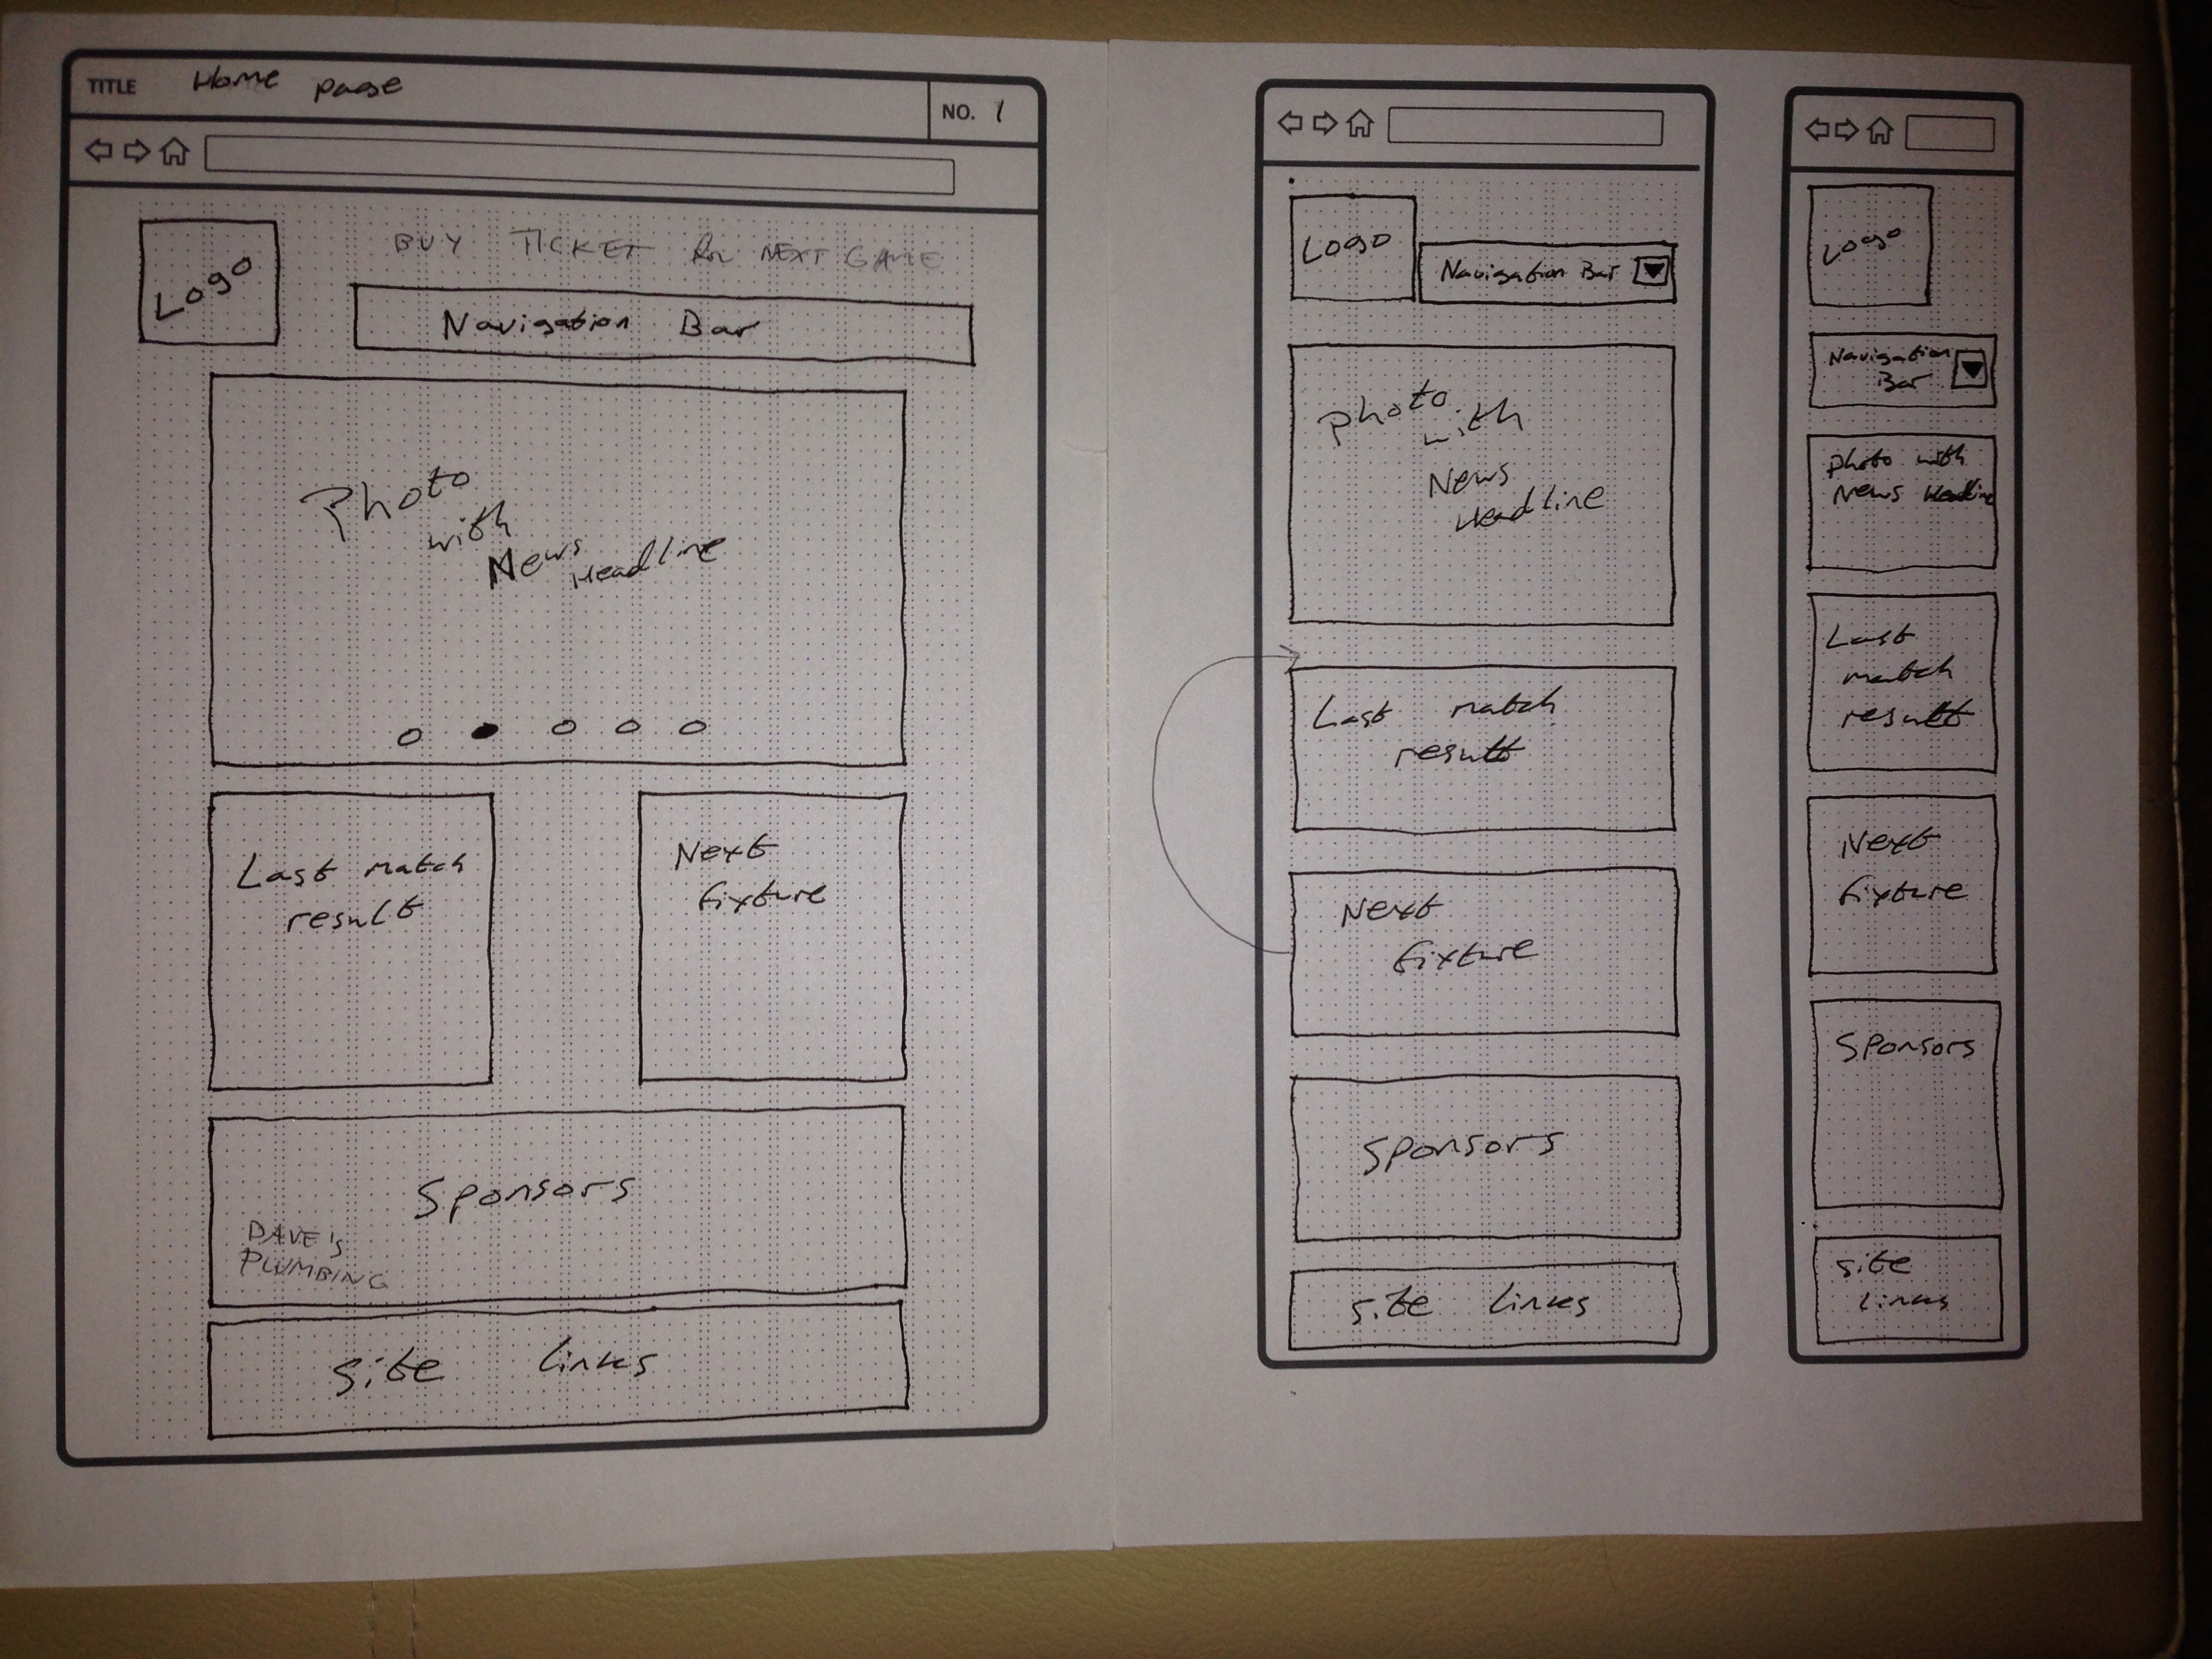 TITLE Home page
NO. 1
BUY TICKET for NEXT GAME
Logo
Navigation Bar
Photo
with
News
Headline
Last match
result
Next
fixture
Sponsors
DAVE's
PLUMBING
site links
Logo
Navigation Bar
Photo
with
News
Headline
Last match
result
Next
fixture
Sponsors
site links
Logo
Navigation
Bar
photo with
News Headline
Last
match
result
Next
fixture
Sponsors
site
links